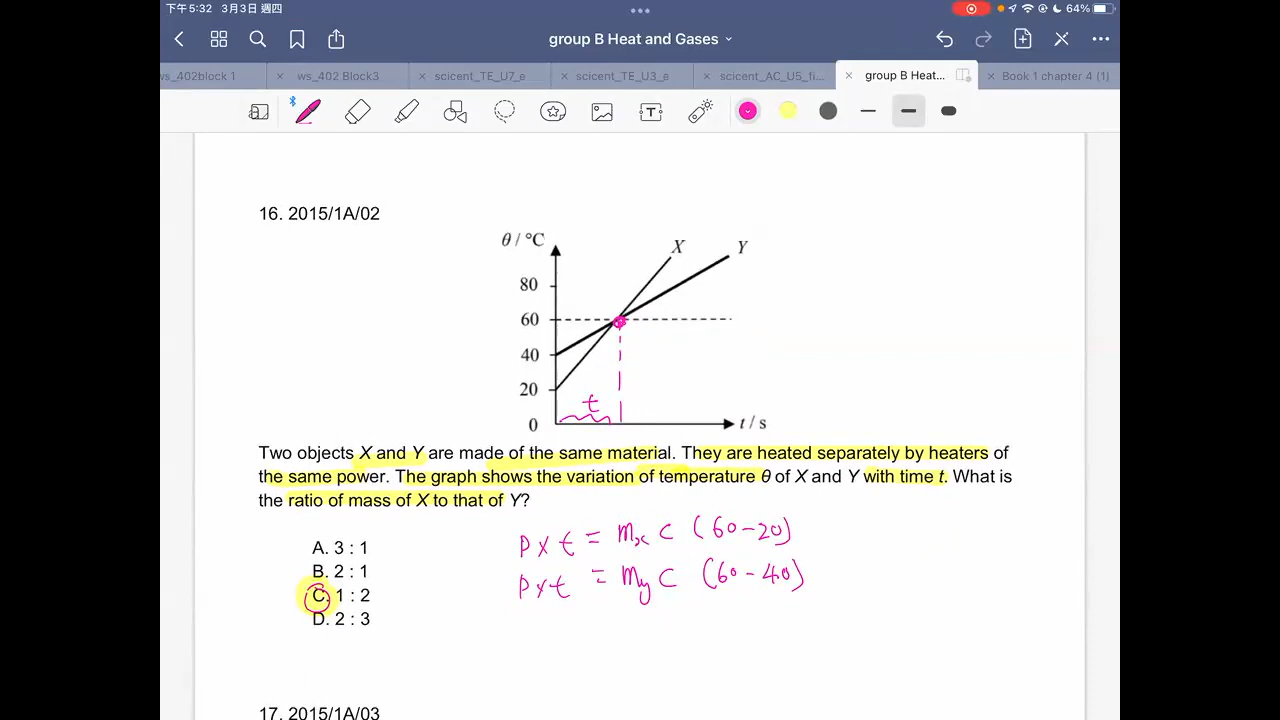 下午5:32 3月3日 週四
64%
group B Heat and Gases
ws_402block 1
ws_402 Block3
scicent_TE_U7_e
scicent_TE_U3_e
scicent_AC_U5_fi...
group B Heat...
Book 1 chapter 4 (1)
16. 2015/1A/02
θ / °C
X
Y
80
60
40
20
t
0
t / s
Two objects X and Y are made of the same material. They are heated separately by heaters of
the same power. The graph shows the variation of temperature θ of X and Y with time t. What is
the ratio of mass of X to that of Y?
P x t = mx C (60-20)
A. 3 : 1
P x t = my C (60-40)
B. 2 : 1
C. 1 : 2
D. 2 : 3
17. 2015/1A/03